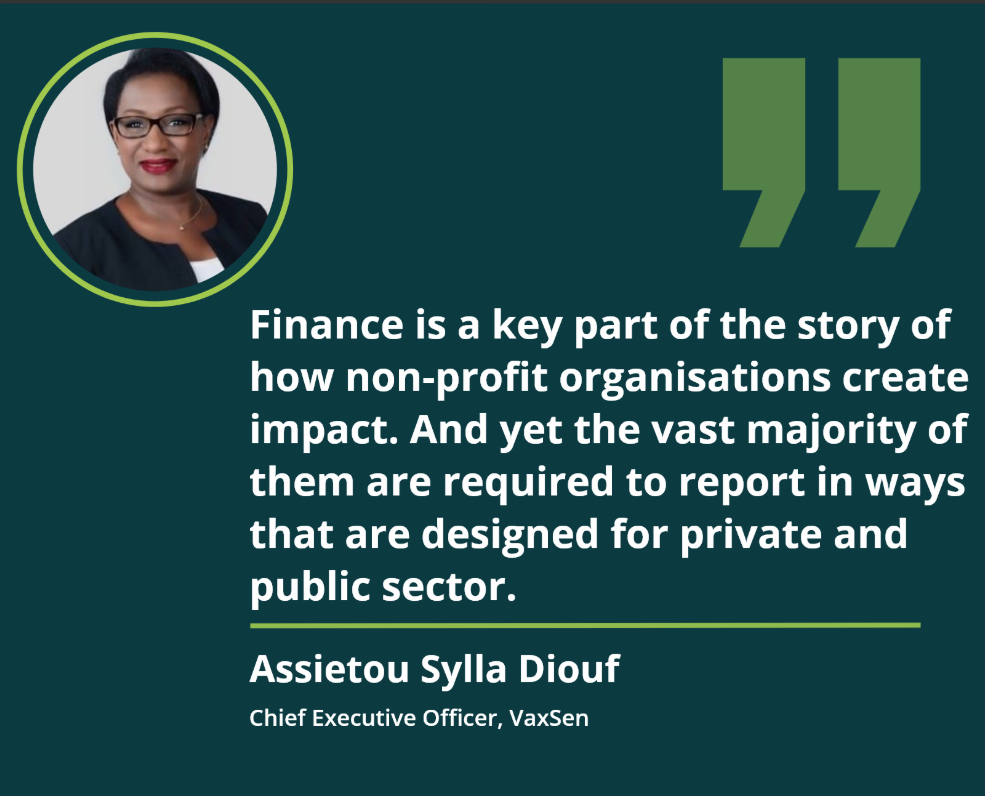 Finance is a key part of the story of
how non-profit organisations create
impact. And yet the vast majority of
them are required to report in ways
that are designed for private and
public sector.
Assietou Sylla Diouf
Chief Executive Officer, VaxSen